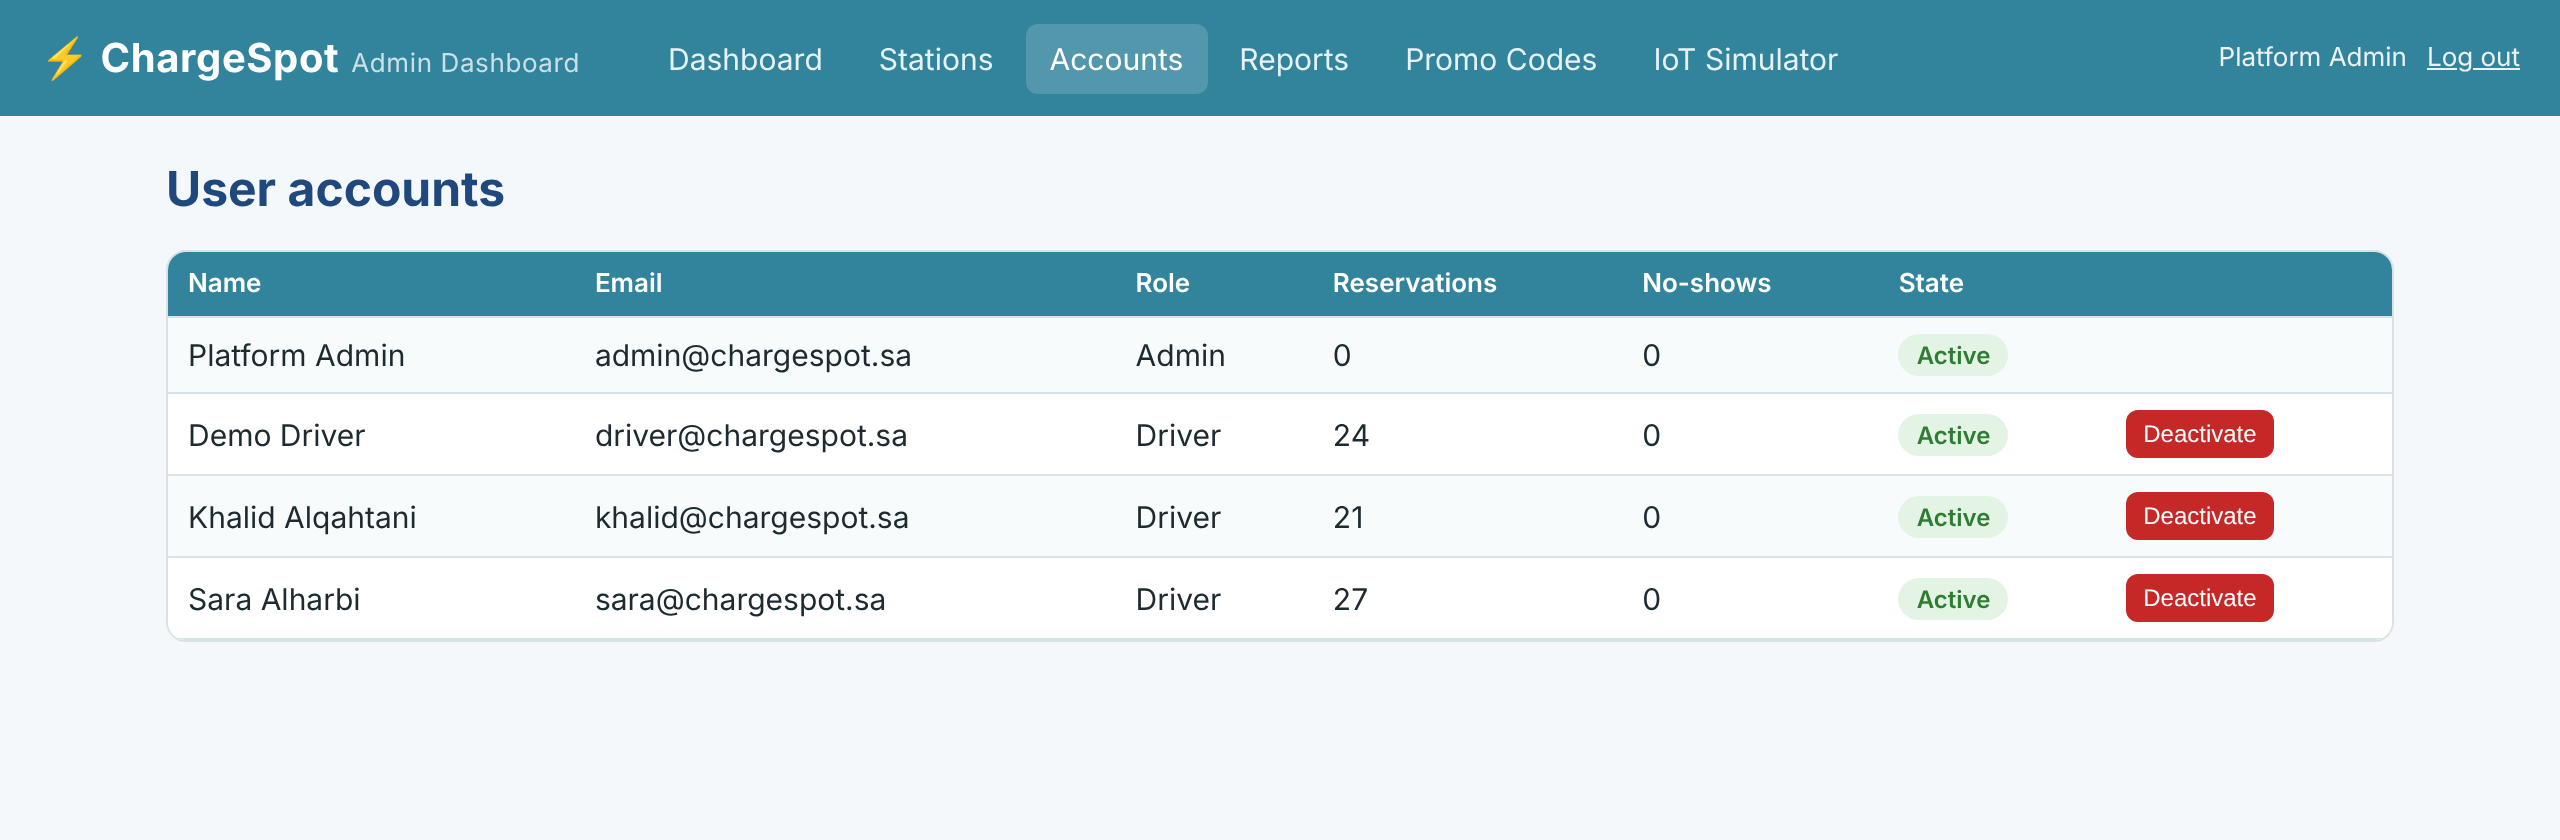 ⚡ ChargeSpot Admin Dashboard Dashboard Stations Accounts Reports Promo Codes IoT Simulator Platform Admin Log out
User accounts
Name Email Role Reservations No-shows State
Platform Admin admin@chargespot.sa Admin 0 0 Active
Demo Driver driver@chargespot.sa Driver 24 0 Active Deactivate
Khalid Alqahtani khalid@chargespot.sa Driver 21 0 Active Deactivate
Sara Alharbi sara@chargespot.sa Driver 27 0 Active Deactivate